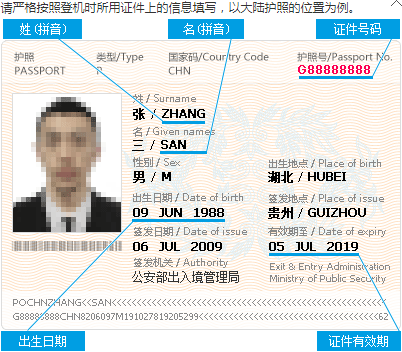 请严格按照登机时所用证件上的信息填写，以大陆护照的位置为例。
姓(拼音) 名(拼音) 证件号码
护照 类型/Type 国家码/Country Code 护照号/Passport No.
PASSPORT P CHN G88888888
姓 / Surname
张 / ZHANG
名 / Given names
三 / SAN
性别 / Sex 出生地点 / Place of birth
男 / M 湖北 / HUBEI
出生日期 / Date of birth 签发地点 / Place of issue
09 JUN 1988 贵州 / GUIZHOU
签发日期 / Date of issue 有效期至 / Date of expiry
06 JUL 2009 05 JUL 2019
签发机关 / Authority Exit & Entry Administration
公安部出入境管理局 Ministry of Public Security
POCHNZHANG<<SAN<<<<<<<<<<<<<<<<<<<<<<<<<<<<<
G88888888CHN8206097M191027819205299<<<<<<<<62
出生日期 证件有效期